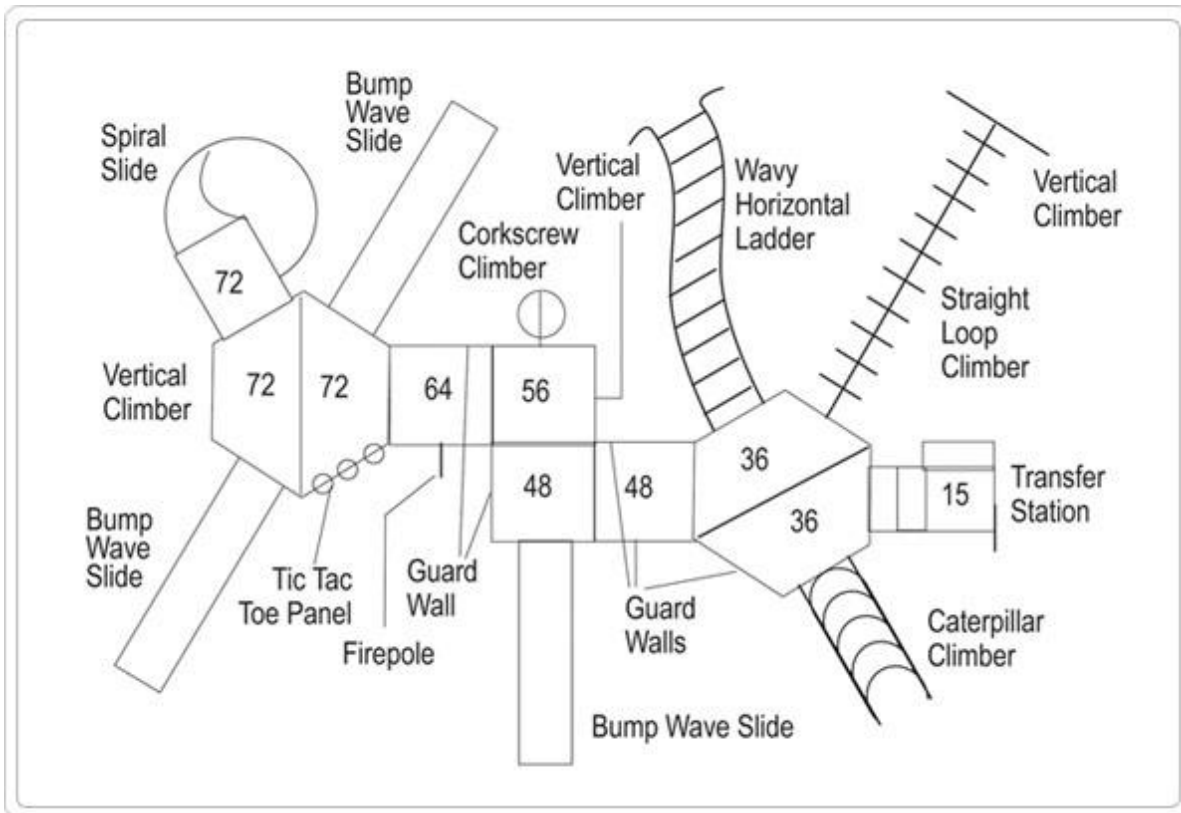 Bump
Wave
Slide
Spiral
Slide
Vertical
Climber
Wavy
Horizontal
Ladder
Vertical
Climber
Corkscrew
Climber
72
Straight
Loop
Climber
Vertical
Climber
72
72
64
56
36
48
48
36
15
Transfer
Station
Bump
Wave
Slide
Tic Tac
Toe Panel
Guard
Wall
Firepole
Guard
Walls
Caterpillar
Climber
Bump Wave Slide